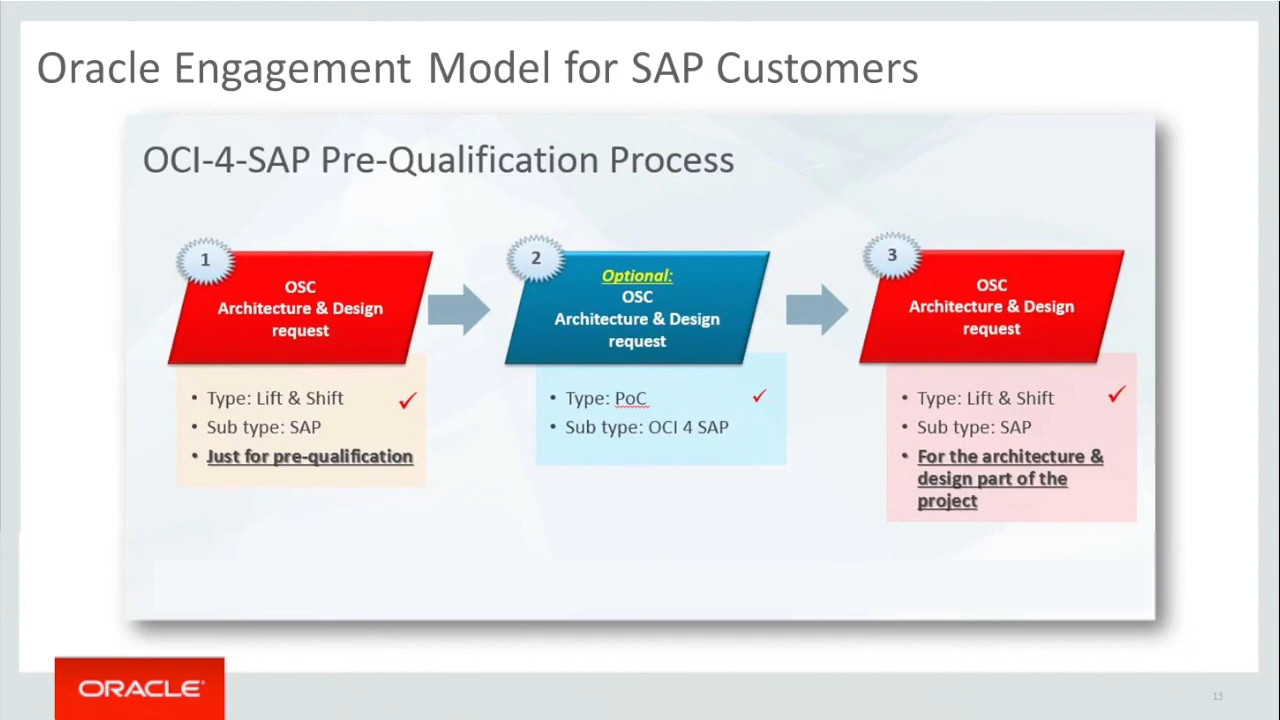 Oracle Engagement Model for SAP Customers
OCI-4-SAP Pre-Qualification Process
1
OSC
Architecture & Design
request
• Type: Lift & Shift
• Sub type: SAP
• Just for pre-qualification
2
Optional:
OSC
Architecture & Design
request
• Type: PoC
• Sub type: OCI 4 SAP
3
OSC
Architecture & Design
request
• Type: Lift & Shift
• Sub type: SAP
• For the architecture &
design part of the
project
ORACLE®
13